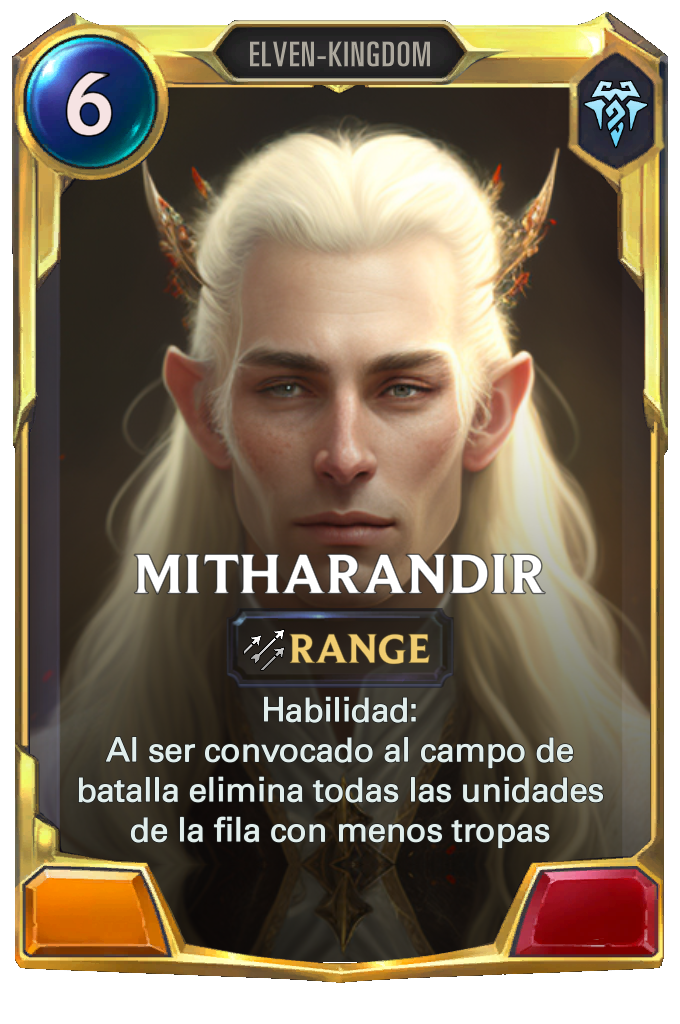 ELVEN-KINGDOM
6
MITHARANDIR
RANGE
Habilidad:
Al ser convocado al campo de
batalla elimina todas las unidades
de la fila con menos tropas